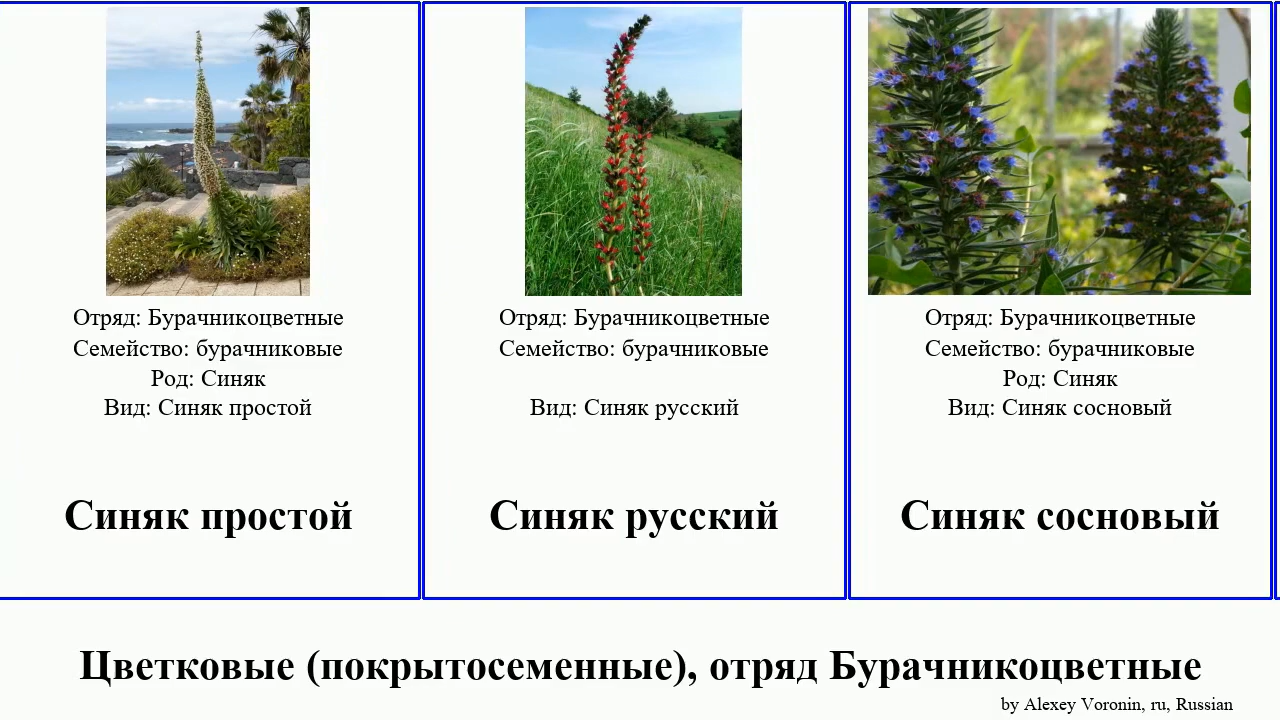 Отряд: Бурачникоцветные
Семейство: бурачниковые
Род: Синяк
Вид: Синяк простой
Синяк простой
Отряд: Бурачникоцветные
Семейство: бурачниковые
Вид: Синяк русский
Синяк русский
Отряд: Бурачникоцветные
Семейство: бурачниковые
Род: Синяк
Вид: Синяк сосновый
Синяк сосновый
Цветковые (покрытосеменные), отряд Бурачникоцветные
by Alexey Voronin, ru, Russian